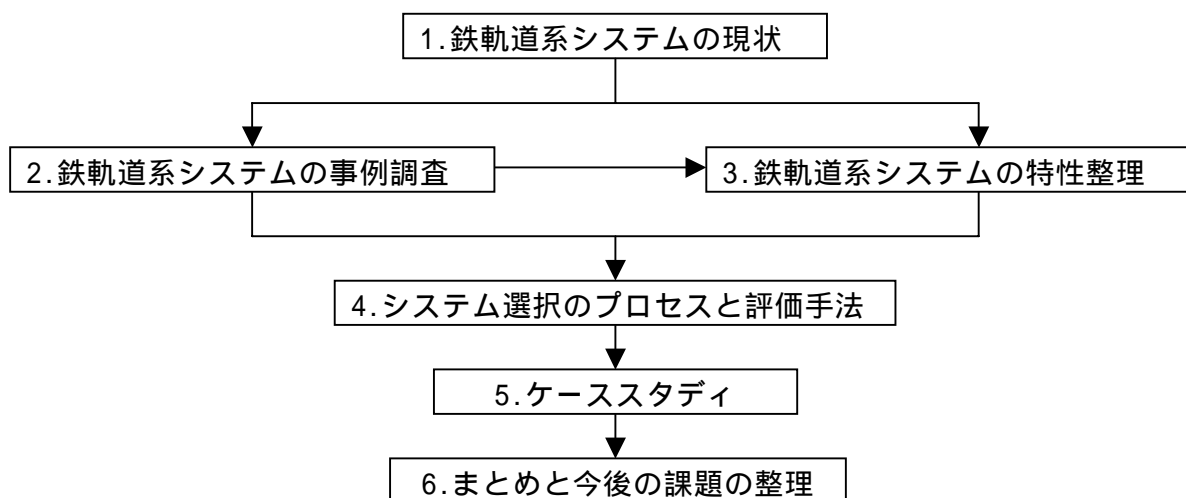 1.鉄軌道系システムの現状
2.鉄軌道系システムの事例調査
3.鉄軌道系システムの特性整理
4.システム選択のプロセスと評価手法
5.ケーススタディ
6.まとめと今後の課題の整理